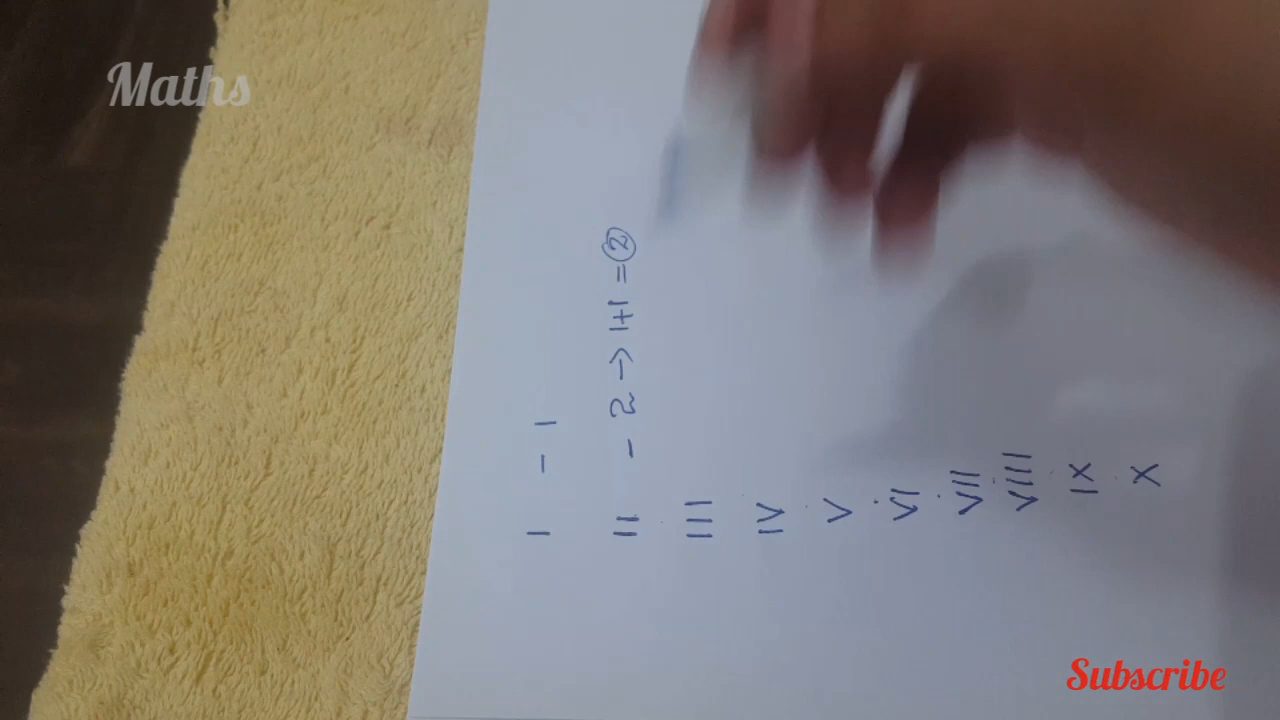 Maths
I - 1
II - 2 → 1+1 = 2
III
IV
V
VI
VII
VIII
IX
X
Subscribe